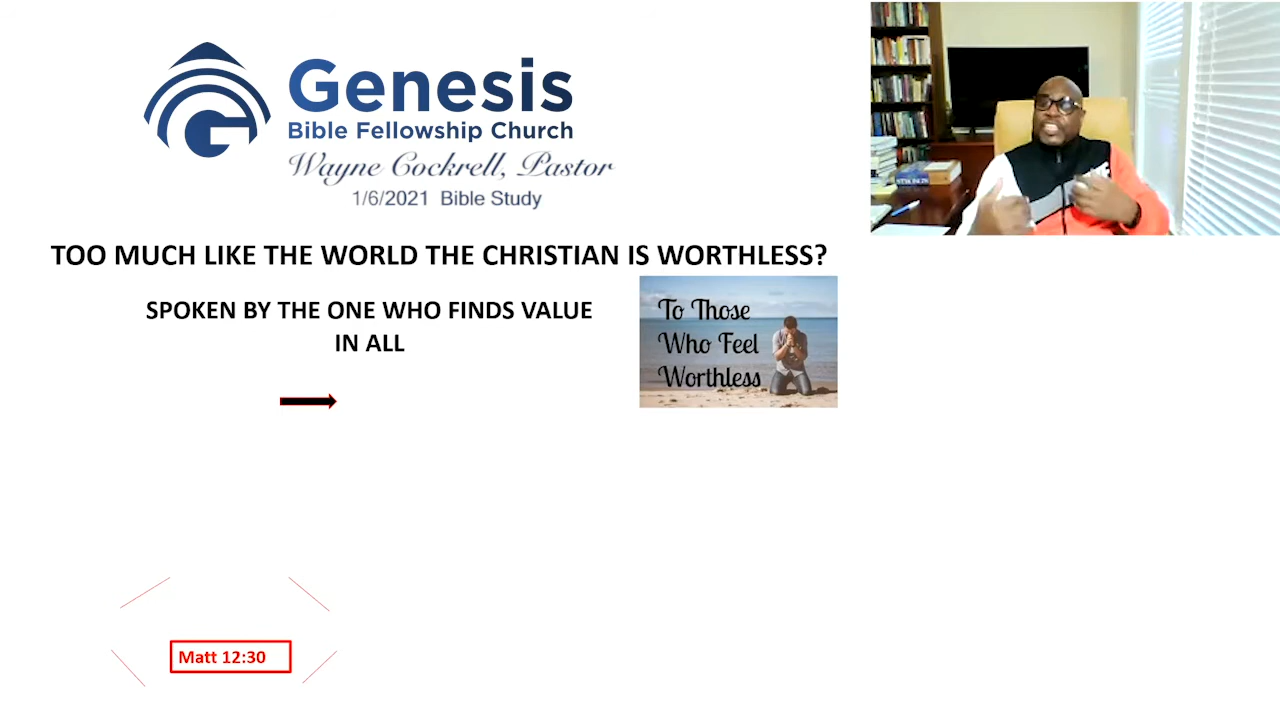 Genesis
Bible Fellowship Church
Wayne Cockrell, Pastor
1/6/2021 Bible Study
TOO MUCH LIKE THE WORLD THE CHRISTIAN IS WORTHLESS?
SPOKEN BY THE ONE WHO FINDS VALUE
IN ALL
To Those
Who Feel
Worthless
Matt 12:30